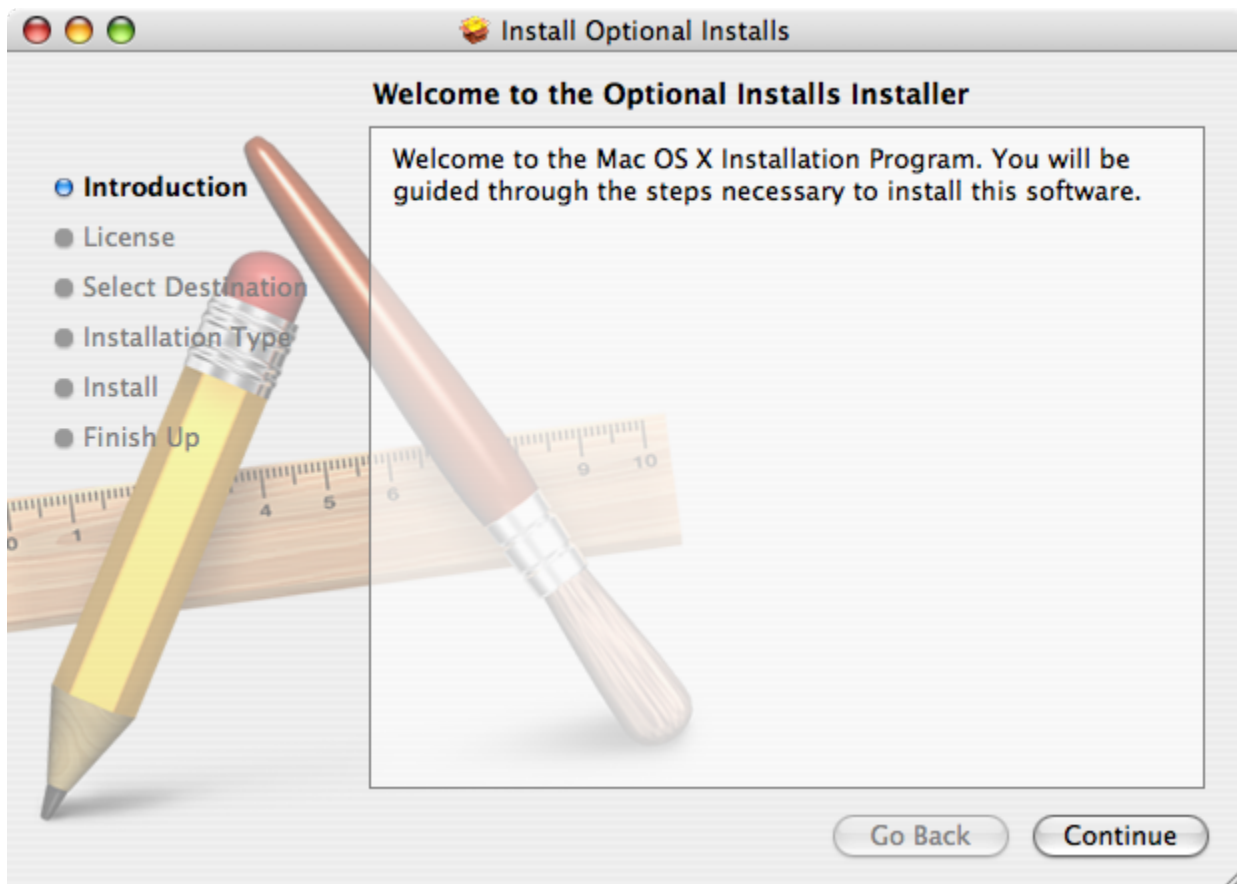 Install Optional Installs
Welcome to the Optional Installs Installer
Introduction
License
Select Destination
Installation Type
Install
Finish Up
Welcome to the Mac OS X Installation Program. You will be
guided through the steps necessary to install this software.
0 1 4 5 6 9 10
Go Back
Continue